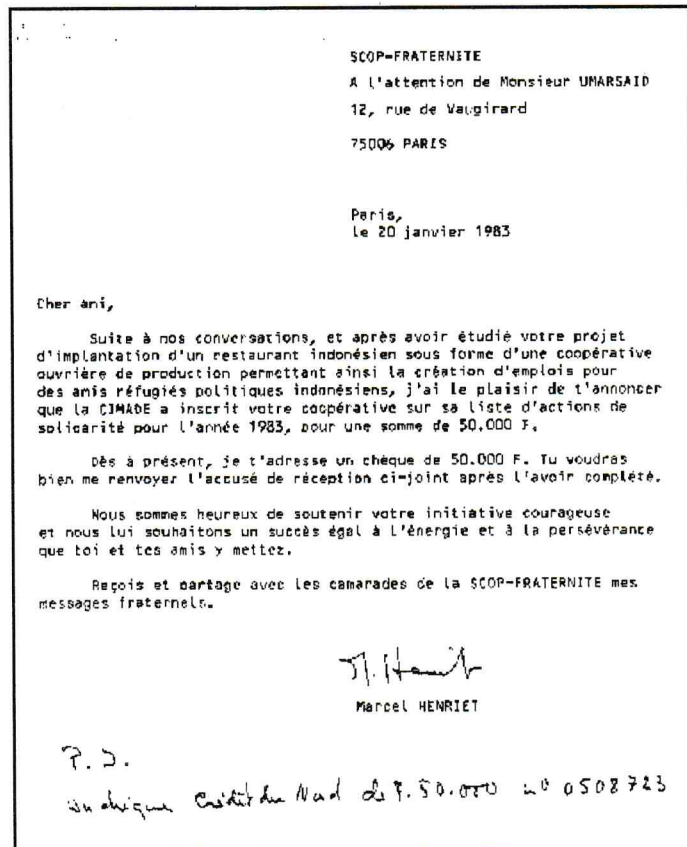 SCOP-FRATERNITE
A l'attention de Monsieur UMARSAID
12, rue de Vaugirard
75006 PARIS
Paris,
le 20 janvier 1983
Cher ami,
Suite à nos conversations, et après avoir étudié votre projet
d'implantation d'un restaurant indonésien sous forme d'une coopérative
ouvrière de production permettant ainsi la création d'emplois pour
des amis réfugiés politiques indonésiens, j'ai le plaisir de t'annoncer
que la CIMADE a inscrit votre coopérative sur sa liste d'actions de
solidarité pour l'année 1983, pour une somme de 50.000 F.
Dès à présent, je t'adresse un chèque de 50.000 F. Tu voudras
bien me renvoyer l'accusé de réception ci-joint après l'avoir complété.
Nous sommes heureux de soutenir votre initiative courageuse
et nous lui souhaitons un succès égal à l'énergie et à la persévérance
que toi et tes amis y mettez.
Reçois et partage avec les camarades de la SCOP-FRATERNITE mes
messages fraternels.
M. Henriet
Marcel HENRIET
P.J.
un chèque Crédit du Nord de F. 50.000 n° 0508723